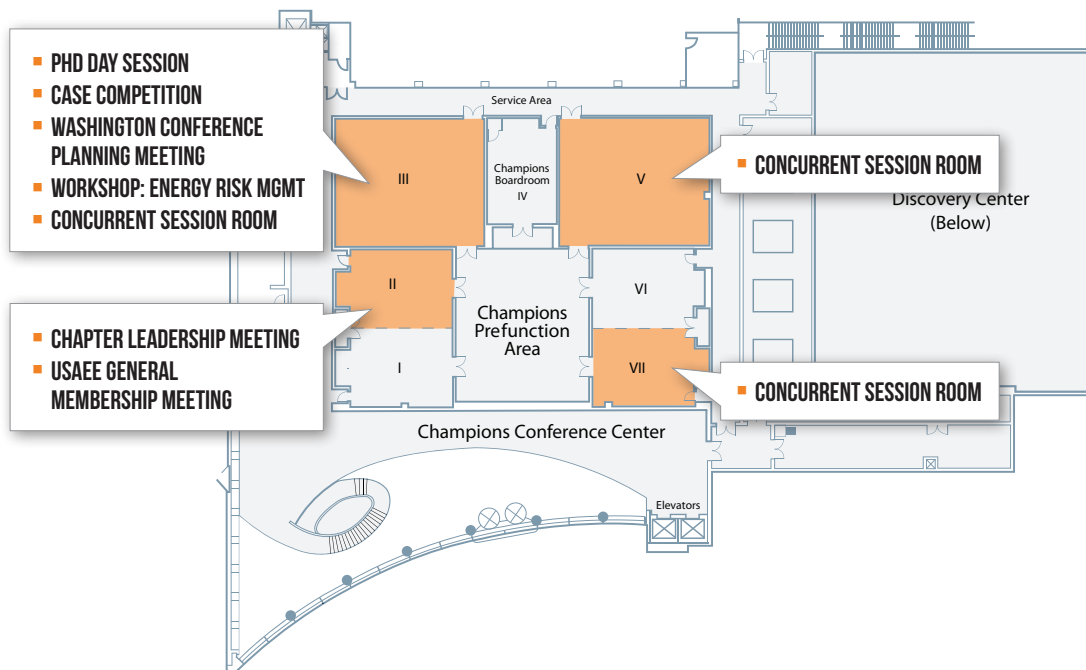 PHD DAY SESSION
CASE COMPETITION
WASHINGTON CONFERENCE
PLANNING MEETING
WORKSHOP: ENERGY RISK MGMT
CONCURRENT SESSION ROOM
Service Area
III
Champions
Boardroom
IV
V
CONCURRENT SESSION ROOM
Discovery Center
(Below)
II
VI
Champions
Prefunction
Area
CHAPTER LEADERSHIP MEETING
USAEE GENERAL
MEMBERSHIP MEETING
I
VII
CONCURRENT SESSION ROOM
Champions Conference Center
Elevators